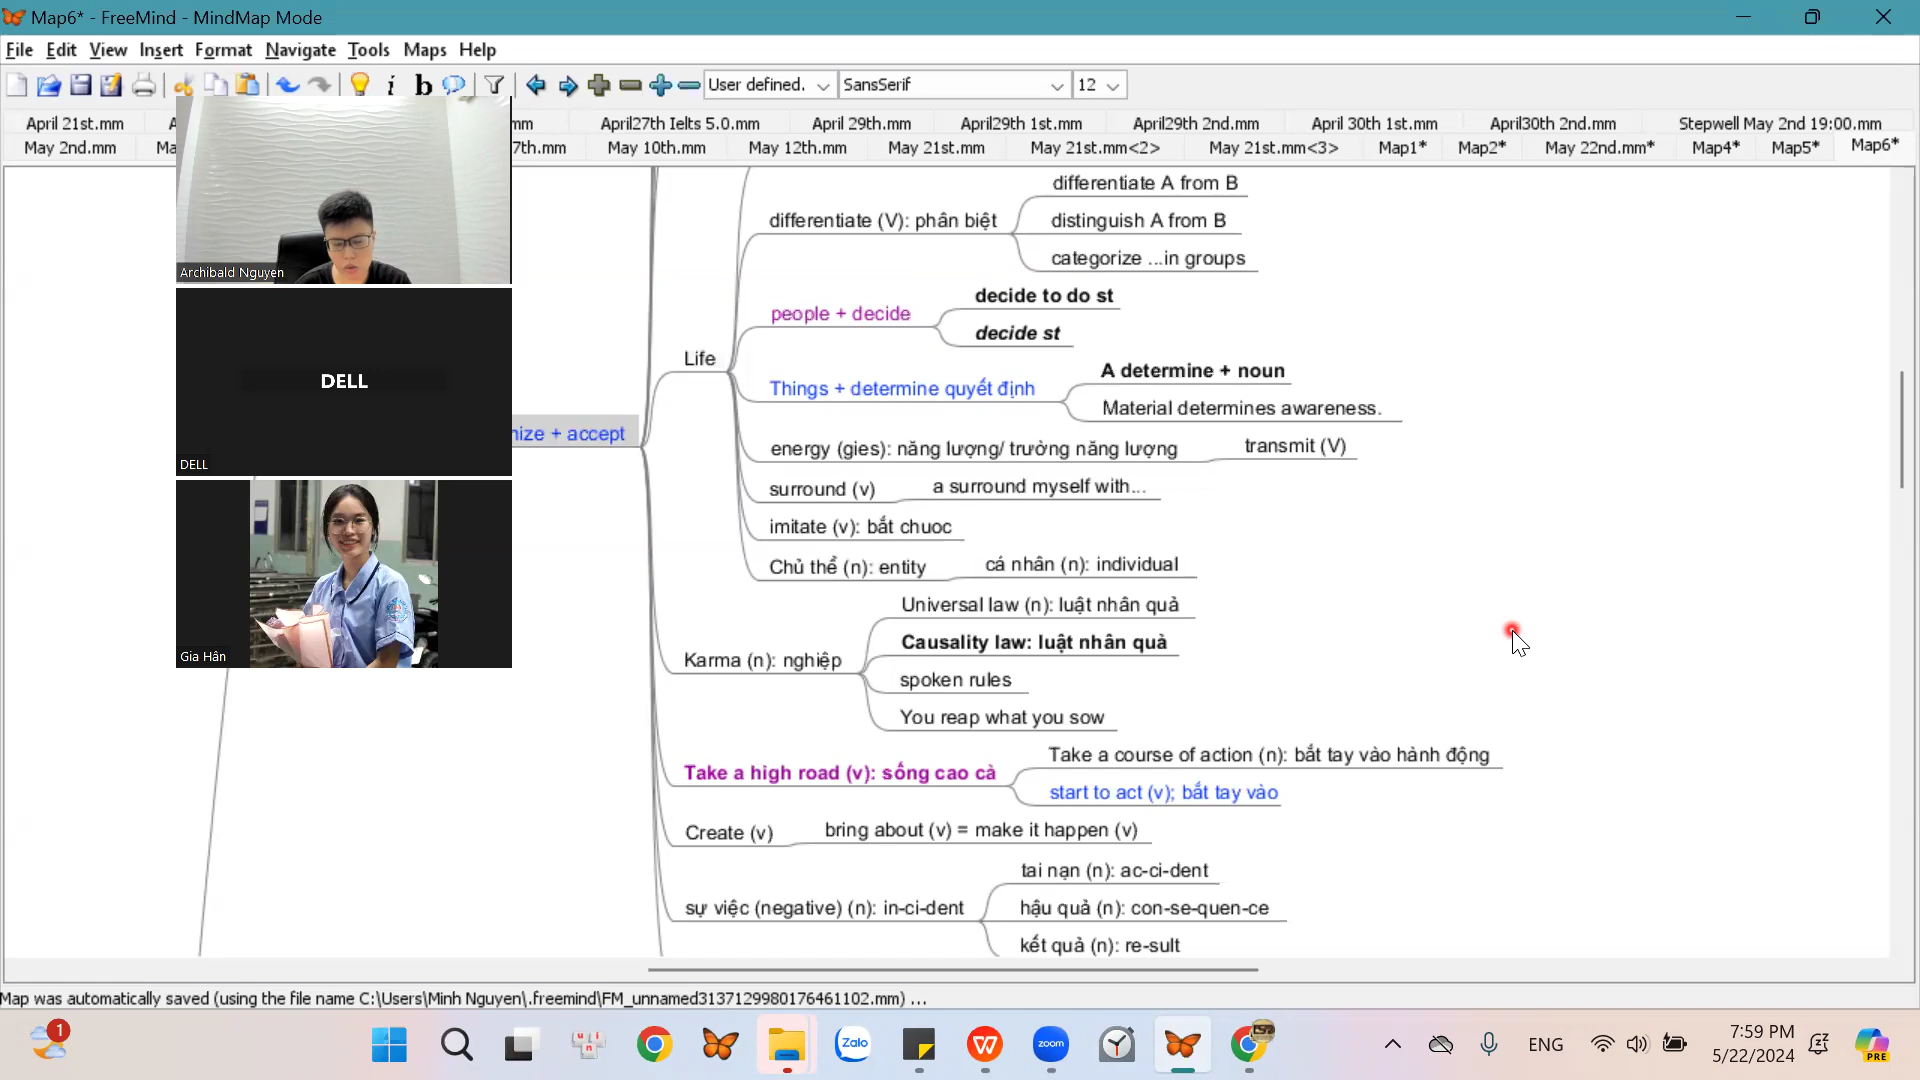 Map6* - FreeMind - MindMap Mode
File Edit View Insert Format Navigate Tools Maps Help
User defined. SansSerif 12
April 21st.mm April27th Ielts 5.0.mm April 29th.mm April29th 1st.mm April29th 2nd.mm April 30th 1st.mm April30th 2nd.mm Stepwell May 2nd 19:00.mm
May 2nd.mm 7th.mm May 10th.mm May 12th.mm May 21st.mm May 21st.mm<2> May 21st.mm<3> Map1* Map2* May 22nd.mm* Map4* Map5* Map6*
Archibald Nguyen
DELL
DELL
Gia Hân
nize + accept
Life
differentiate (V): phân biệt
differentiate A from B
distinguish A from B
categorize ...in groups
people + decide
decide to do st
decide st
Things + determine quyết định
A determine + noun
Material determines awareness.
energy (gies): năng lượng/ trường năng lượng
transmit (V)
surround (v)
a surround myself with...
imitate (v): bắt chuoc
Chủ thể (n): entity
cá nhân (n): individual
Karma (n): nghiệp
Universal law (n): luật nhân quả
Causality law: luật nhân quả
spoken rules
You reap what you sow
Take a high road (v): sống cao cả
Take a course of action (n): bắt tay vào hành động
start to act (v); bắt tay vào
Create (v)
bring about (v) = make it happen (v)
sự việc (negative) (n): in-ci-dent
tai nạn (n): ac-ci-dent
hậu quả (n): con-se-quen-ce
kết quả (n): re-sult
Map was automatically saved (using the file name C:\Users\Minh Nguyen\.freemind\FM_unnamed3137129980176461102.mm) ...
1
Zalo
zoom
ENG
7:59 PM
5/22/2024
PRE